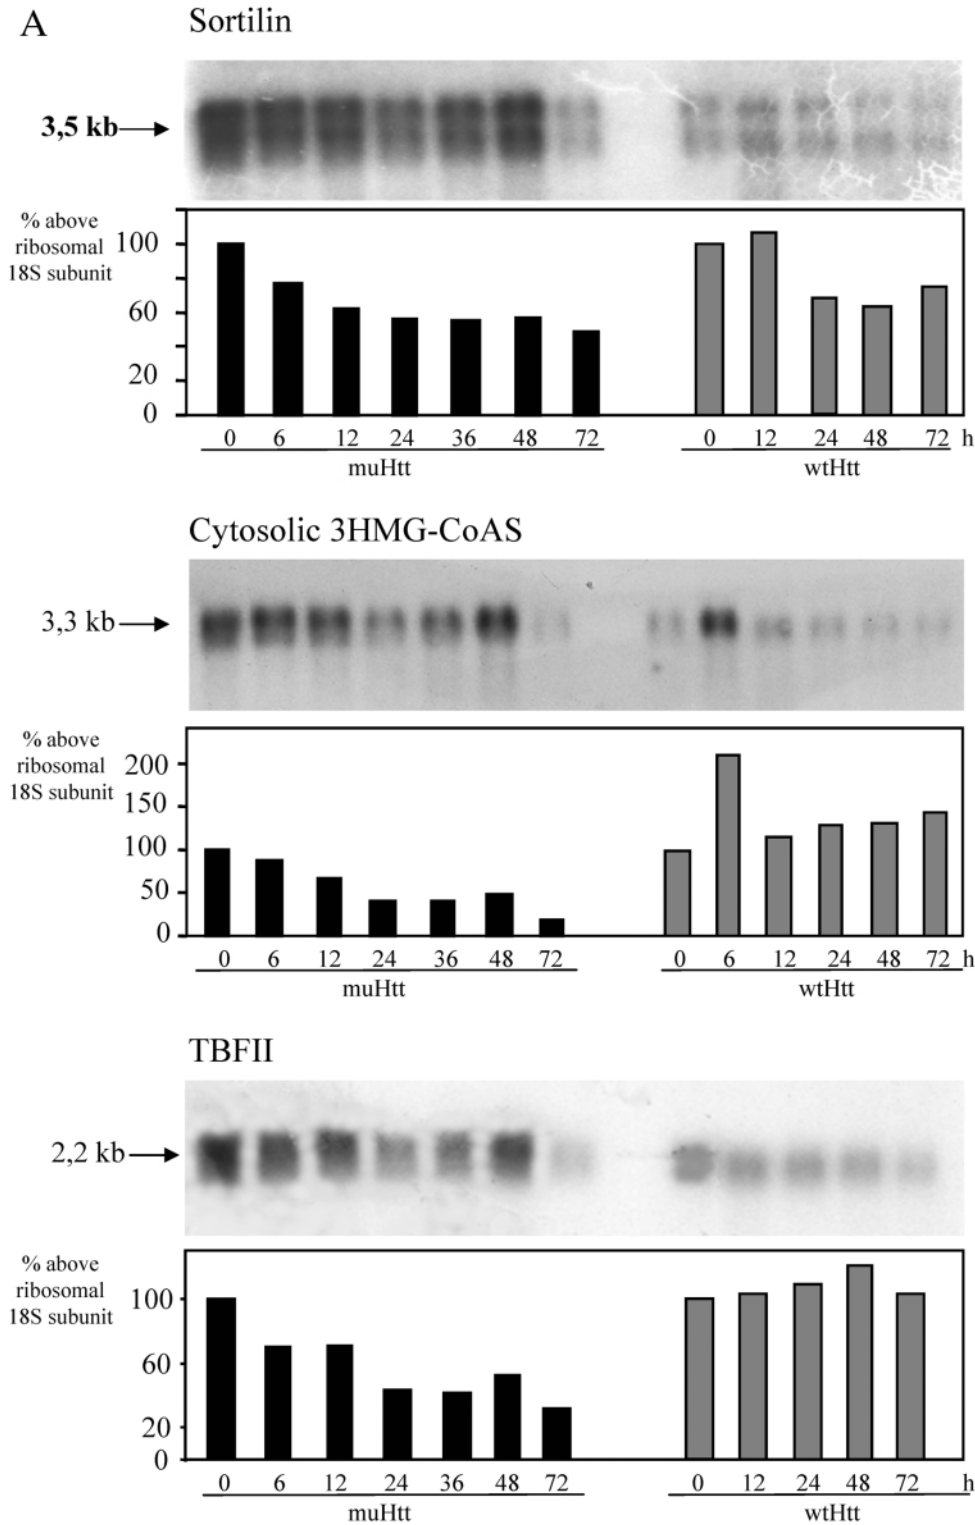 A
Sortilin
3,5 kb
% above
ribosomal
18S subunit
100
60
20
0
0 6 12 24 36 48 72 0 12 24 48 72 h
muHtt wtHtt
Cytosolic 3HMG-CoAS
3,3 kb
% above
ribosomal
18S subunit
200
150
100
50
0
0 6 12 24 36 48 72 0 6 12 24 48 72 h
muHtt wtHtt
TBFII
2,2 kb
% above
ribosomal
18S subunit
100
60
20
0
0 6 12 24 36 48 72 0 12 24 48 72 h
muHtt wtHtt